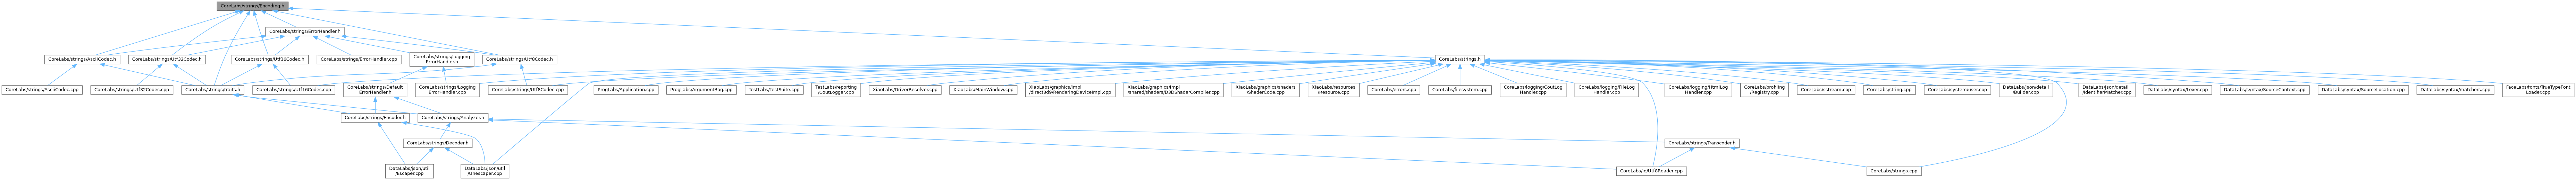 CoreLabs/strings/Encoding.h
CoreLabs/strings/ErrorHandler.h
CoreLabs/strings/AsciiCodec.h
CoreLabs/strings/Utf32Codec.h
CoreLabs/strings/Utf16Codec.h
CoreLabs/strings/ErrorHandler.cpp
CoreLabs/strings/Logging
ErrorHandler.h
CoreLabs/strings/Utf8Codec.h
CoreLabs/strings.h
CoreLabs/strings/AsciiCodec.cpp
CoreLabs/strings/Utf32Codec.cpp
CoreLabs/strings/traits.h
CoreLabs/strings/Utf16Codec.cpp
CoreLabs/strings/Default
ErrorHandler.h
CoreLabs/strings/Logging
ErrorHandler.cpp
CoreLabs/strings/Utf8Codec.cpp
ProgLabs/Application.cpp
ProgLabs/ArgumentBag.cpp
TestLabs/TestSuite.cpp
TestLabs/reporting
/CoutLogger.cpp
XiaoLabs/DriverResolver.cpp
XiaoLabs/MainWindow.cpp
XiaoLabs/graphics/impl
/direct3d9/RenderingDeviceImpl.cpp
XiaoLabs/graphics/impl
/shared/shaders/D3DShaderCompiler.cpp
XiaoLabs/graphics/shaders
/ShaderCode.cpp
XiaoLabs/resources
/Resource.cpp
CoreLabs/errors.cpp
CoreLabs/filesystem.cpp
CoreLabs/logging/CoutLog
Handler.cpp
CoreLabs/logging/FileLog
Handler.cpp
CoreLabs/logging/HtmlLog
Handler.cpp
CoreLabs/profiling
/Registry.cpp
CoreLabs/sstream.cpp
CoreLabs/string.cpp
CoreLabs/system/user.cpp
DataLabs/json/detail
/Builder.cpp
DataLabs/json/detail
/IdentifierMatcher.cpp
DataLabs/syntax/Lexer.cpp
DataLabs/syntax/SourceContext.cpp
DataLabs/syntax/SourceLocation.cpp
DataLabs/syntax/matchers.cpp
FaceLabs/fonts/TrueTypeFont
Loader.cpp
CoreLabs/strings/Encoder.h
CoreLabs/strings/Analyzer.h
CoreLabs/strings/Decoder.h
CoreLabs/strings/Transcoder.h
DataLabs/json/util
/Escaper.cpp
DataLabs/json/util
/Unescaper.cpp
CoreLabs/io/Utf8Reader.cpp
CoreLabs/strings.cpp